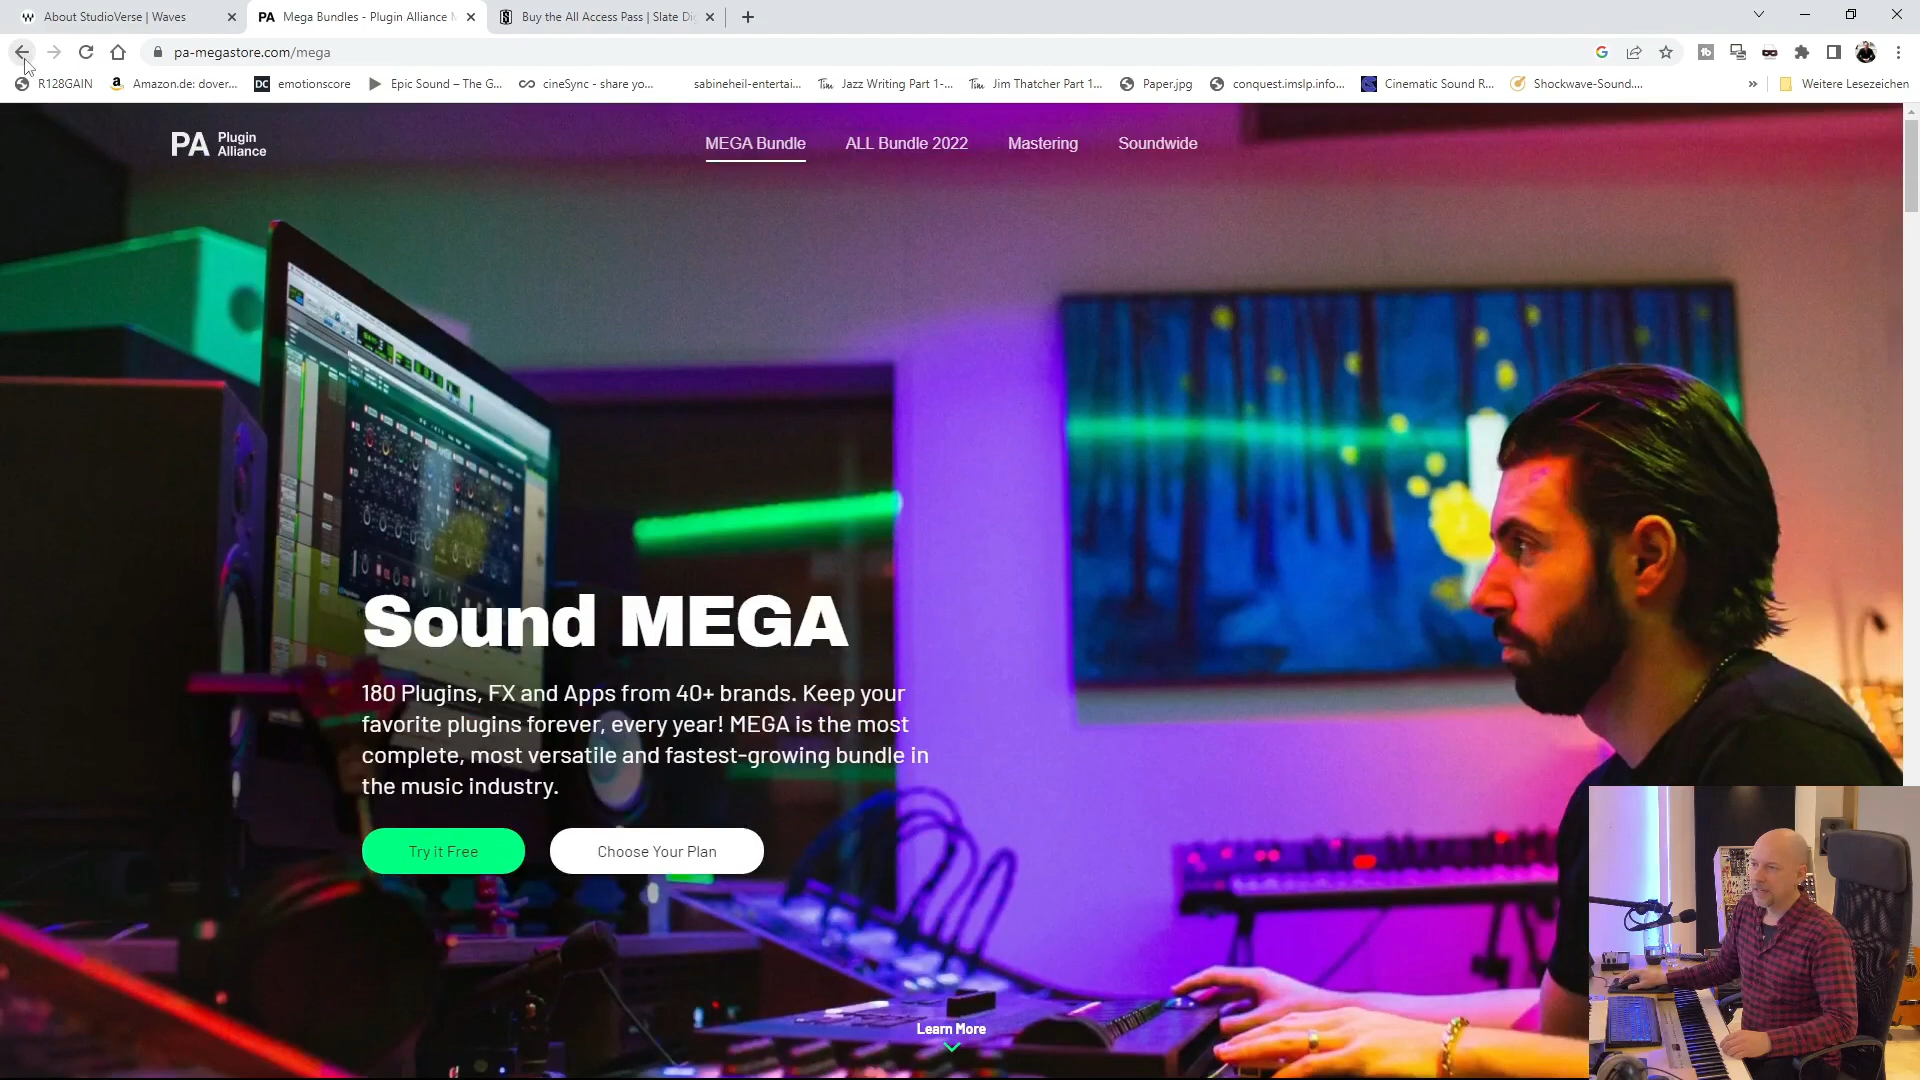 About StudioVerse | Waves
PA Mega Bundles - Plugin Alliance M
Buy the All Access Pass | Slate Di
pa-megastore.com/mega
R128GAIN
Amazon.de: dover...
DC emotionscore
Epic Sound – The G...
cineSync - share yo...
sabineheil-entertai...
Tim Jazz Writing Part 1-...
Tim Jim Thatcher Part 1...
Paper.jpg
conquest.imslp.info...
Cinematic Sound R...
Shockwave-Sound....
»
Weitere Lesezeichen
PA Plugin
Alliance
MEGA Bundle
ALL Bundle 2022
Mastering
Soundwide
Sound MEGA
180 Plugins, FX and Apps from 40+ brands. Keep your
favorite plugins forever, every year! MEGA is the most
complete, most versatile and fastest-growing bundle in
the music industry.
Try it Free
Choose Your Plan
Learn More